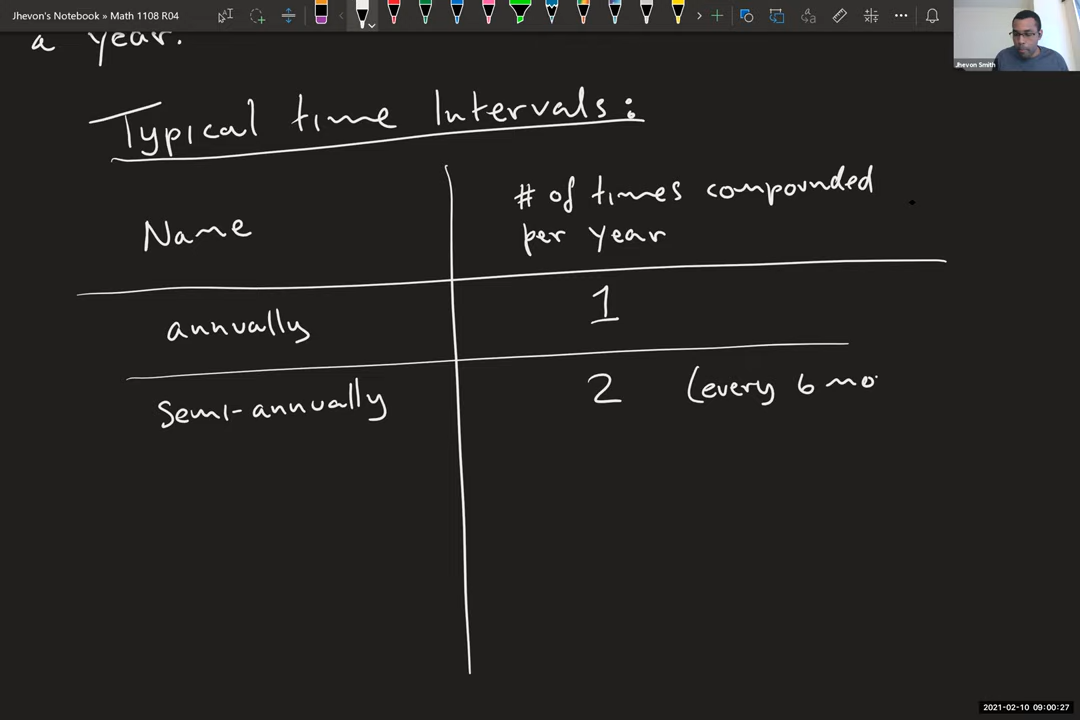 Jhevon's Notebook » Math 1108 R04
Jhevon Smith
a year.
Typical time Intervals:
Name
# of times compounded
per year
annually
1
Semi-annually
2 (every 6 mo
2021-02-10 09:00:27